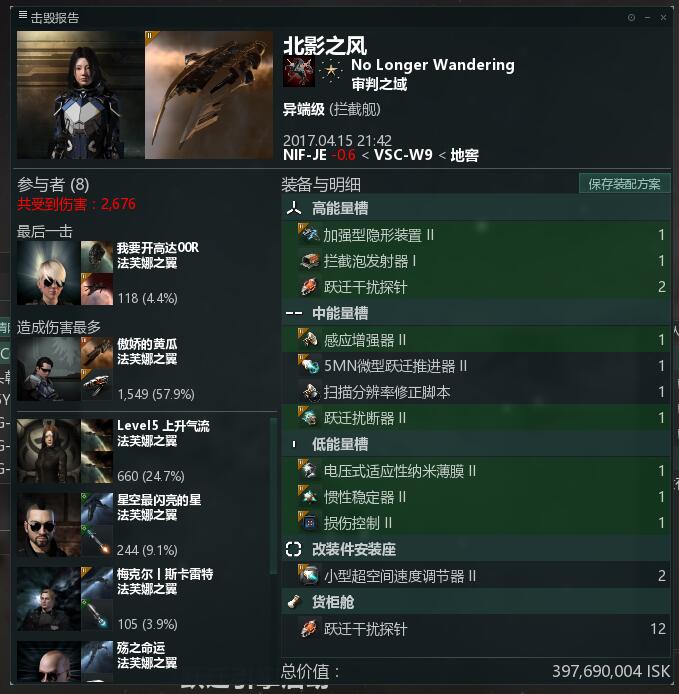 击毁报告
北影之风
No Longer Wandering
审判之域
异端级 (拦截舰)
2017.04.15 21:42
NIF-JE -0.6 < VSC-W9 < 地窖
参与者 (8)
共受到伤害：2,676
最后一击
我要开高达00R
法芙娜之翼
118 (4.4%)
造成伤害最多
傲娇的黄瓜
法芙娜之翼
1,549 (57.9%)
Level5 上升气流
法芙娜之翼
660 (24.7%)
星空最闪亮的星
法芙娜之翼
244 (9.1%)
梅克尔丨斯卡雷特
法芙娜之翼
105 (3.9%)
殇之命运
法芙娜之翼
装备与明细
保存装配方案
高能量槽
加强型隐形装置 II 1
拦截泡发射器 I 1
跃迁干扰探针 2
中能量槽
感应增强器 II 1
5MN微型跃迁推进器 II 1
扫描分辨率修正脚本 1
跃迁扰断器 II 1
低能量槽
电压式适应性纳米薄膜 II 1
惯性稳定器 II 1
损伤控制 II 1
改装件安装座
小型超空间速度调节器 II 2
货柜舱
跃迁干扰探针 12
总价值： 397,690,004 ISK